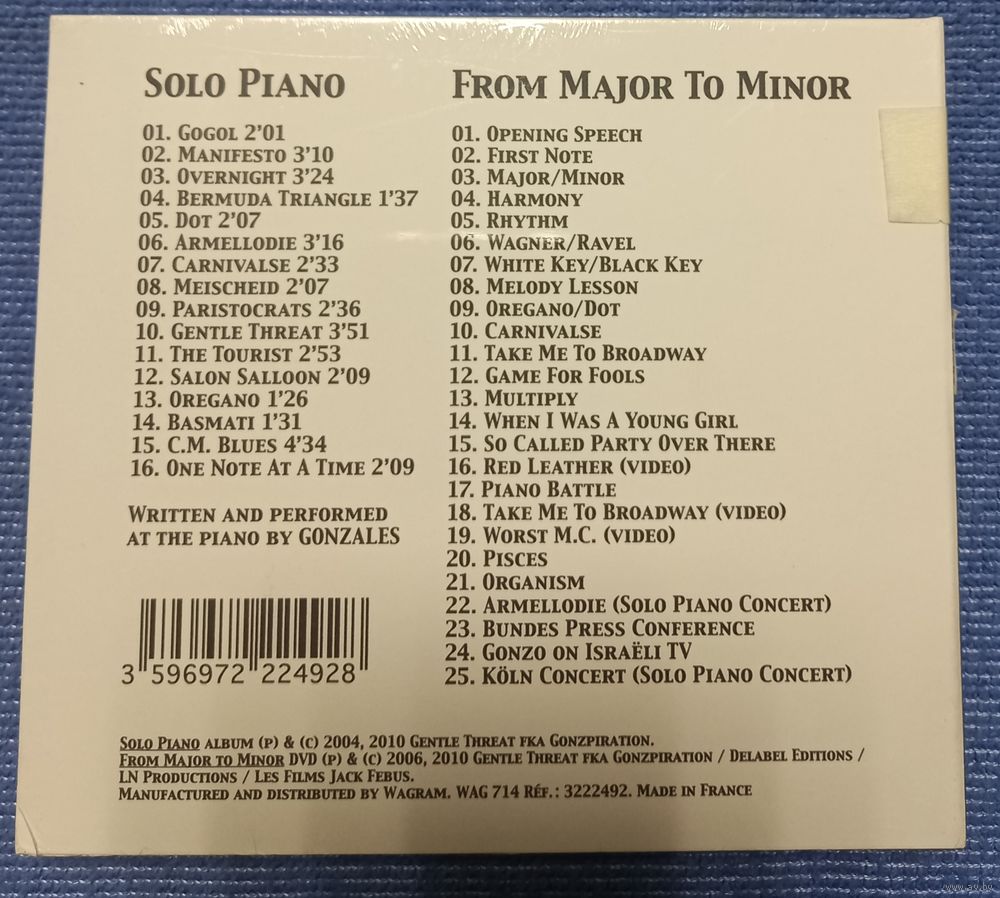 SOLO PIANO
01. GOGOL 2'01
02. MANIFESTO 3'10
03. OVERNIGHT 3'24
04. BERMUDA TRIANGLE 1'37
05. DOT 2'07
06. ARMELLODIE 3'16
07. CARNIVALSE 2'33
08. MEISCHEID 2'07
09. PARISTOCRATS 2'36
10. GENTLE THREAT 3'51
11. THE TOURIST 2'53
12. SALON SALLOON 2'09
13. OREGANO 1'26
14. BASMATI 1'31
15. C.M. BLUES 4'34
16. ONE NOTE AT A TIME 2'09
WRITTEN AND PERFORMED
AT THE PIANO BY GONZALES
3 596972 224928
FROM MAJOR TO MINOR
01. OPENING SPEECH
02. FIRST NOTE
03. MAJOR/MINOR
04. HARMONY
05. RHYTHM
06. WAGNER/RAVEL
07. WHITE KEY/BLACK KEY
08. MELODY LESSON
09. OREGANO/DOT
10. CARNIVALSE
11. TAKE ME TO BROADWAY
12. GAME FOR FOOLS
13. MULTIPLY
14. WHEN I WAS A YOUNG GIRL
15. SO CALLED PARTY OVER THERE
16. RED LEATHER (VIDEO)
17. PIANO BATTLE
18. TAKE ME TO BROADWAY (VIDEO)
19. WORST M.C. (VIDEO)
20. PISCES
21. ORGANISM
22. ARMELLODIE (SOLO PIANO CONCERT)
23. BUNDES PRESS CONFERENCE
24. GONZO ON ISRAËLI TV
25. KÖLN CONCERT (SOLO PIANO CONCERT)
SOLO PIANO ALBUM (P) & (C) 2004, 2010 GENTLE THREAT FKA GONZPIRATION.
FROM MAJOR TO MINOR DVD (P) & (C) 2006, 2010 GENTLE THREAT FKA GONZPIRATION / DELABEL EDITIONS /
LN PRODUCTIONS / LES FILMS JACK FEBUS.
MANUFACTURED AND DISTRIBUTED BY WAGRAM. WAG 714 RÉF.: 3222492. MADE IN FRANCE
www.av.by